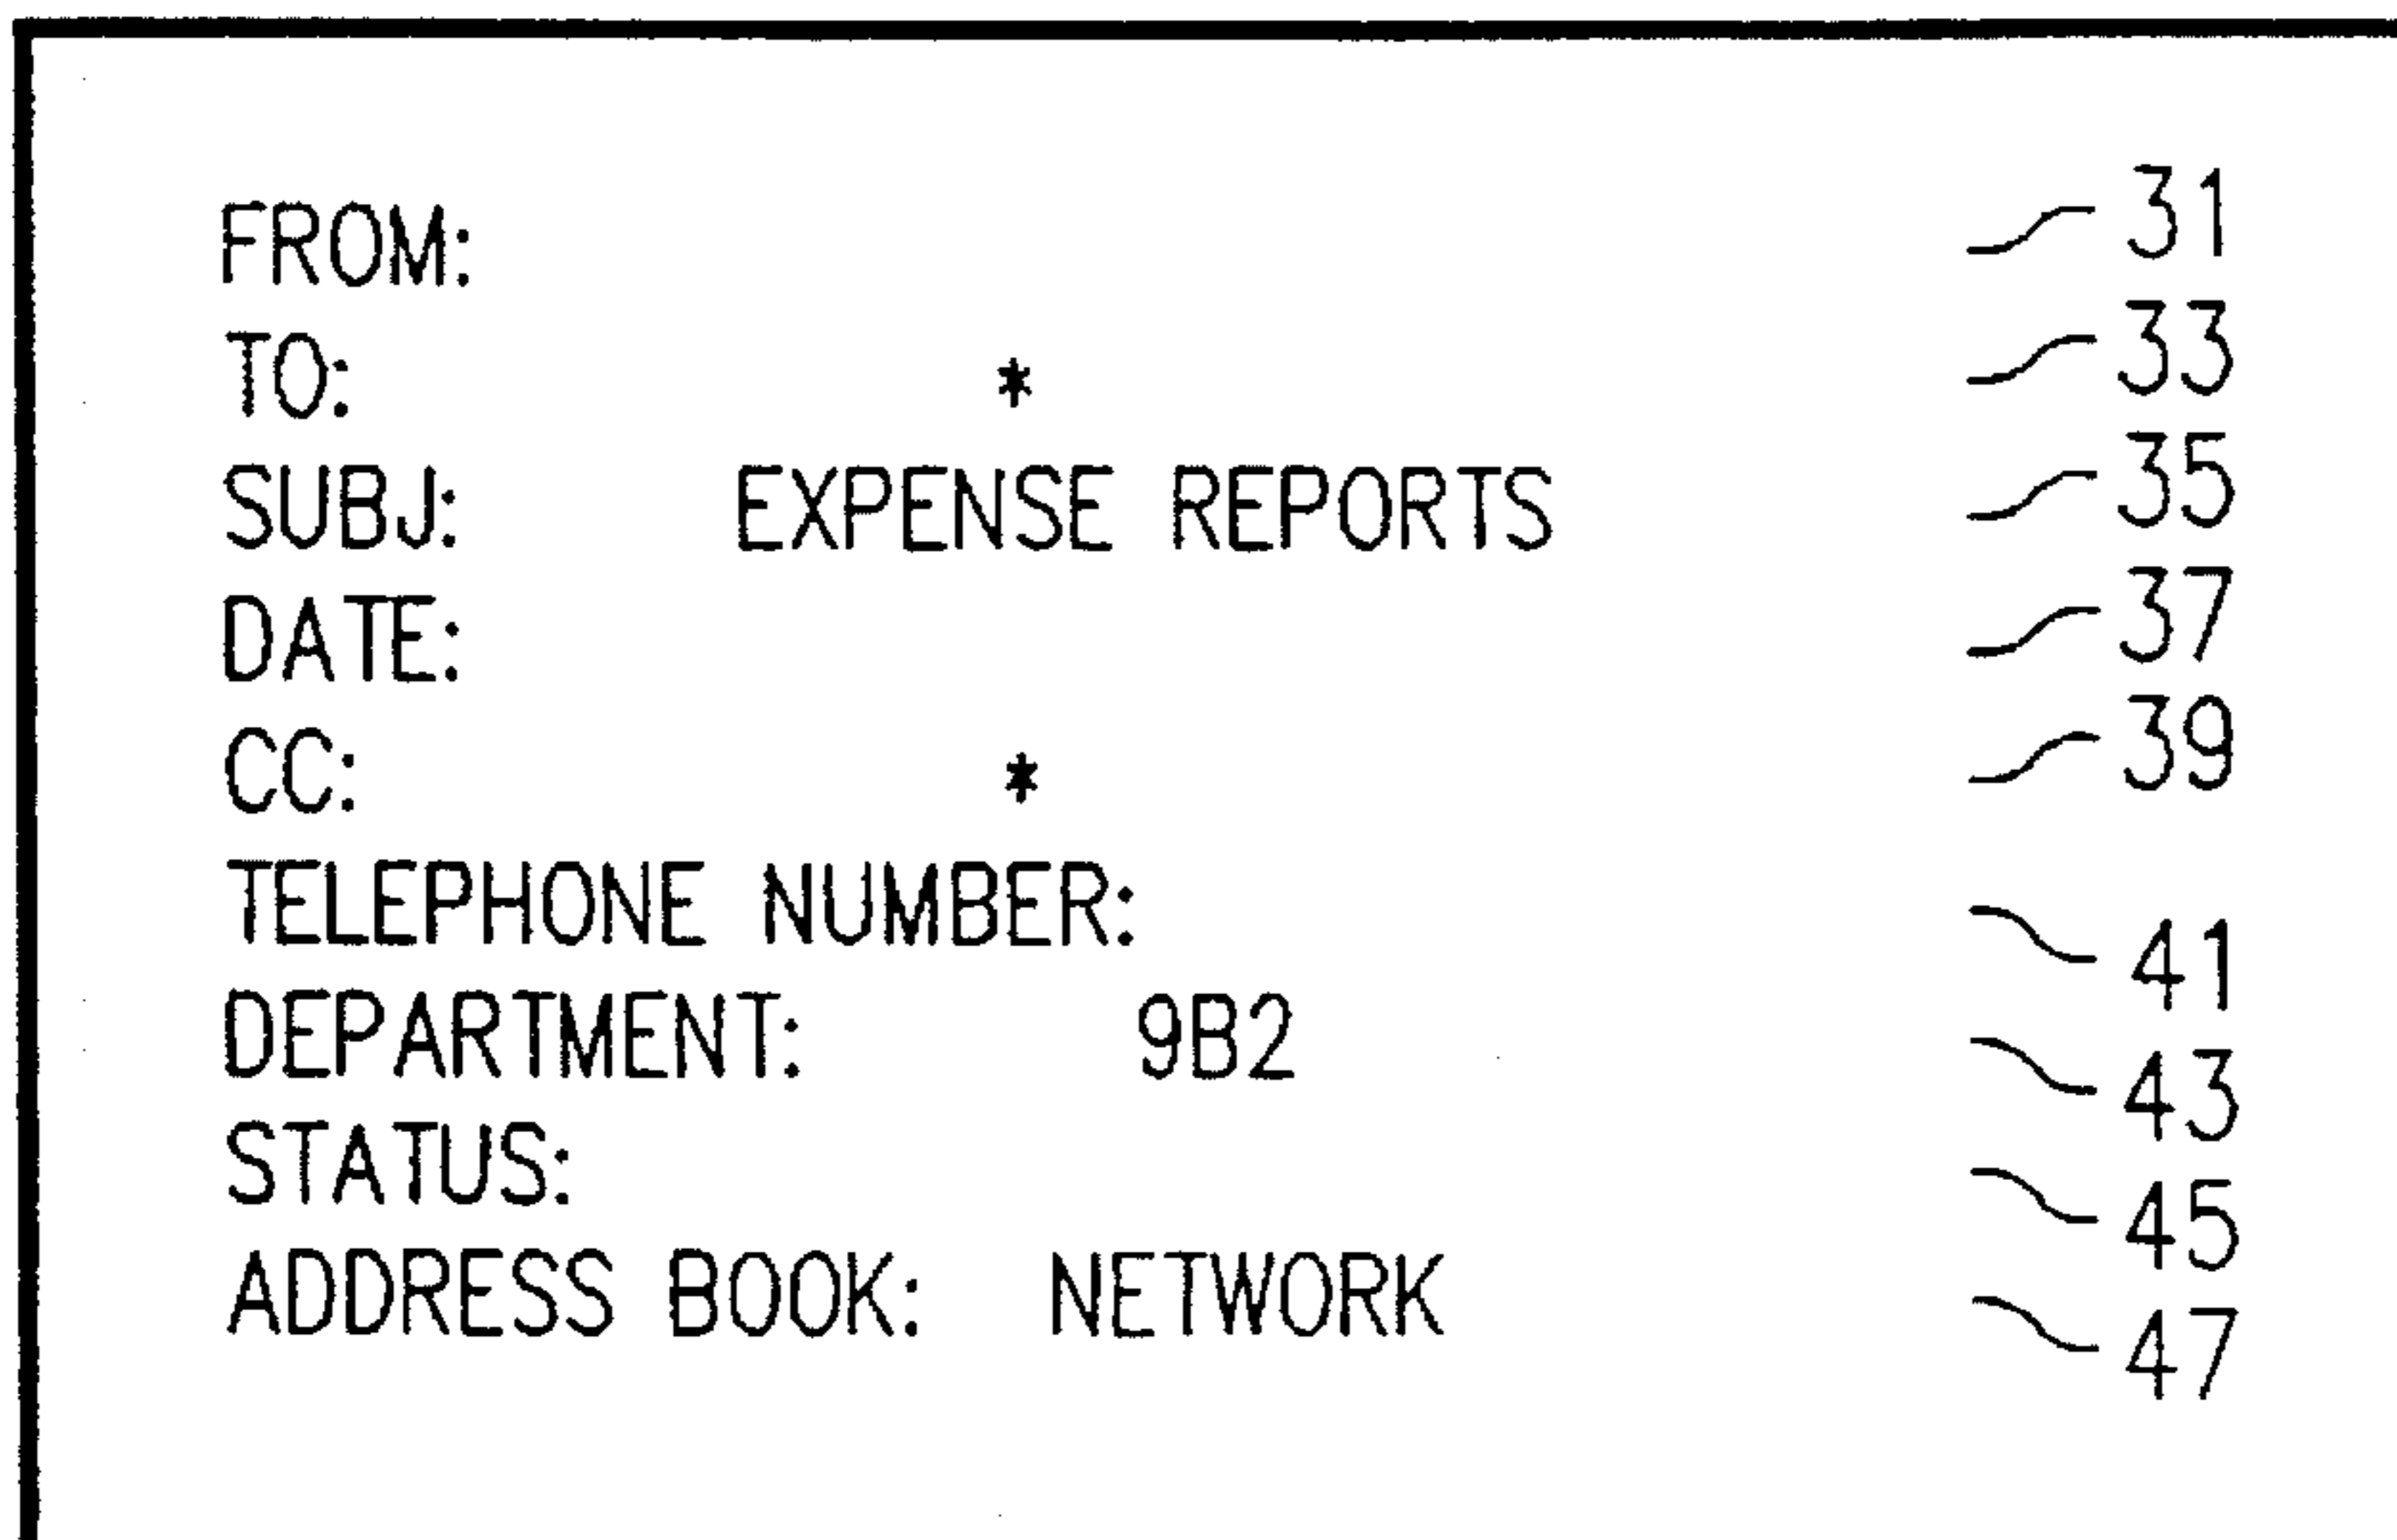 FROM: 31
TO: * 33
SUBJ: EXPENSE REPORTS 35
DATE: 37
CC: * 39
TELEPHONE NUMBER: 41
DEPARTMENT: 9B2 43
STATUS: 45
ADDRESS BOOK: NETWORK 47